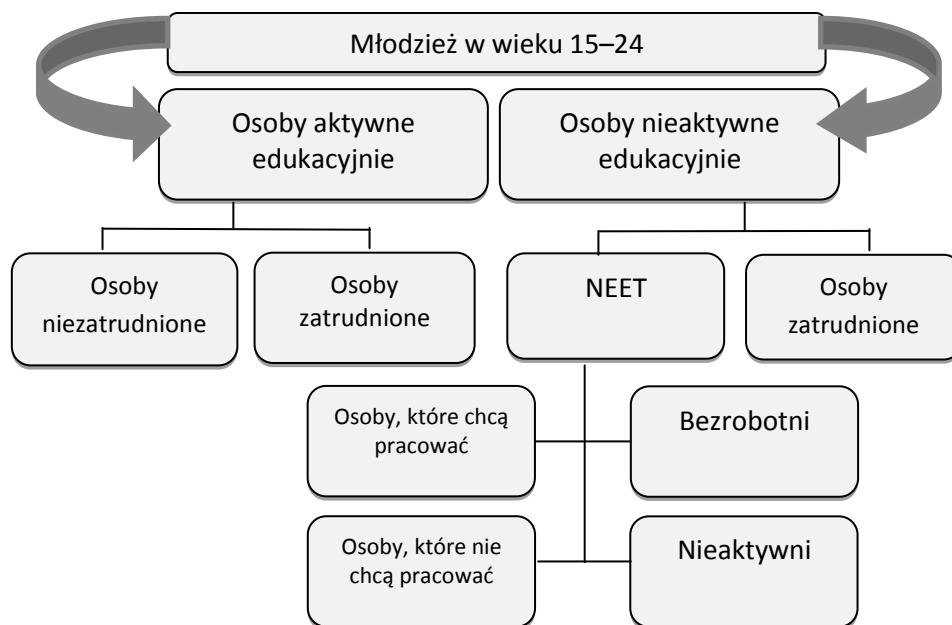 Młodzież w wieku 15–24
Osoby aktywne
edukacyjnie
Osoby nieaktywne
edukacyjnie
Osoby
niezatrudnione
Osoby
zatrudnione
NEET
Osoby
zatrudnione
Osoby, które chcą
pracować
Bezrobotni
Osoby, które nie
chcą pracować
Nieaktywni